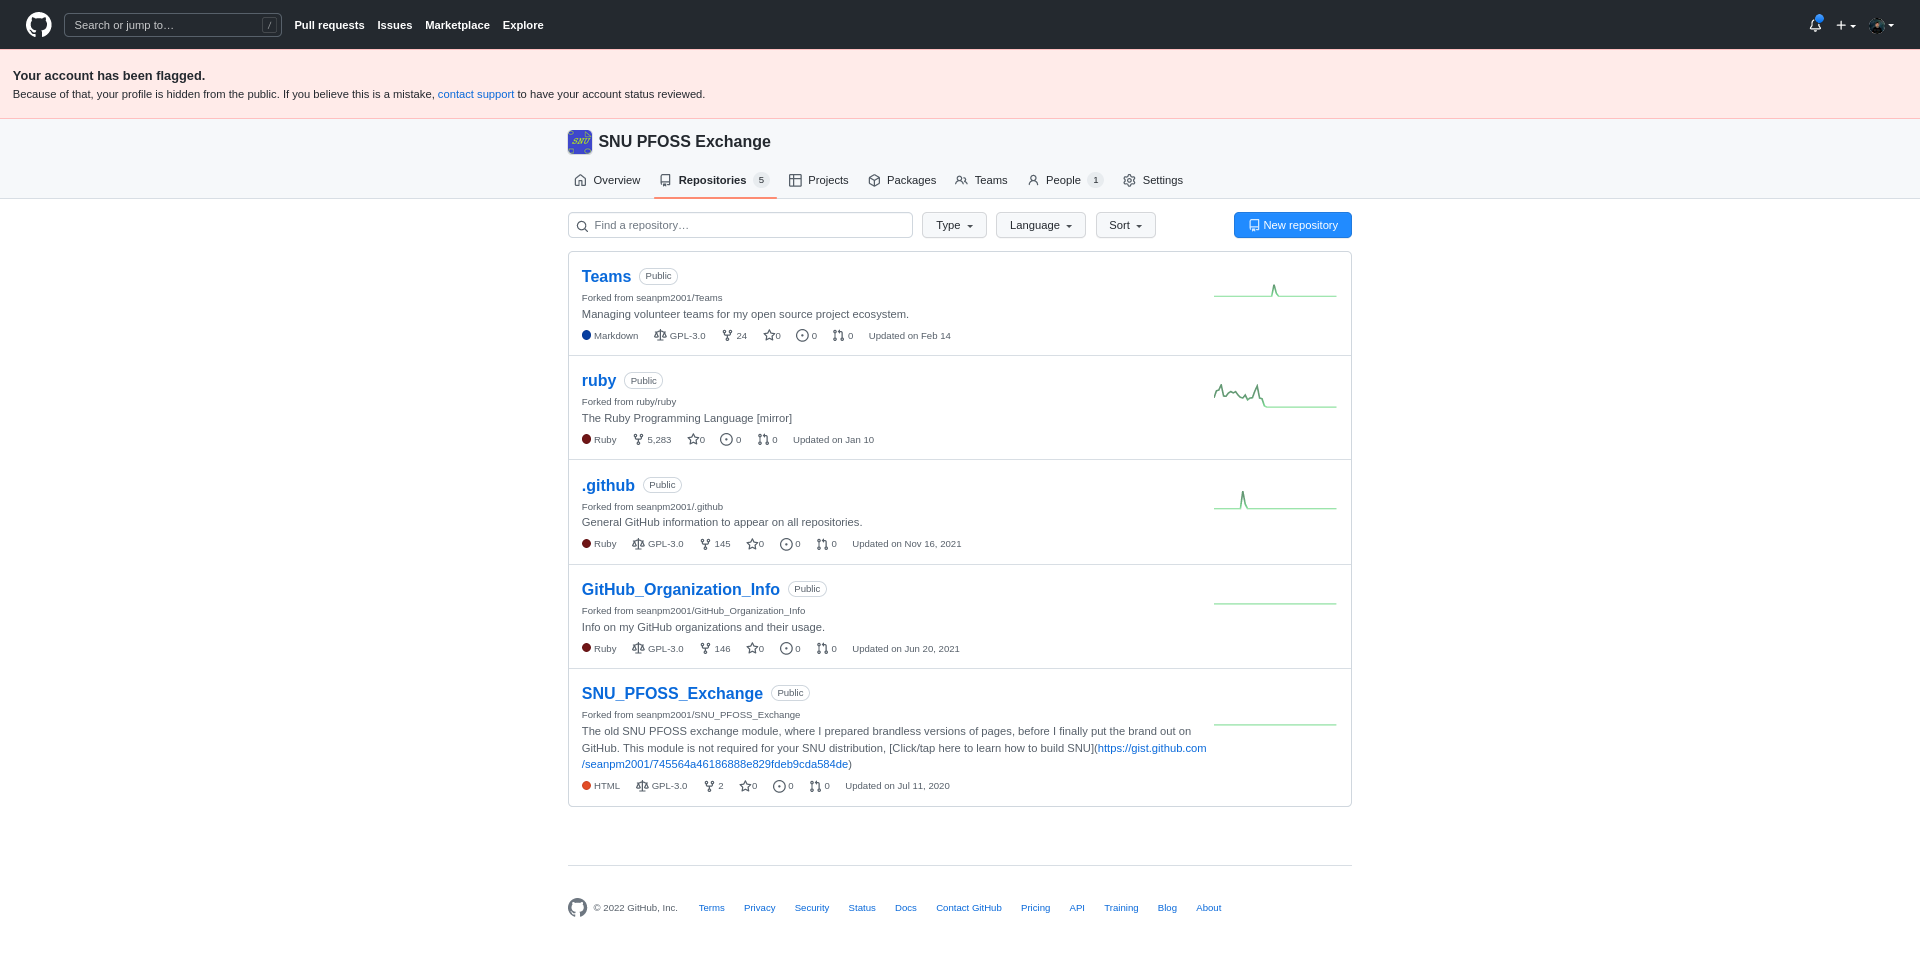 Search or jump to… /
Pull requests Issues Marketplace Explore
Your account has been flagged.
Because of that, your profile is hidden from the public. If you believe this is a mistake, contact support to have your account status reviewed.
SNU SNU PFOSS Exchange
Overview Repositories 5 Projects Packages Teams People 1 Settings
Find a repository… Type Language Sort New repository
Teams Public
Forked from seanpm2001/Teams
Managing volunteer teams for my open source project ecosystem.
Markdown GPL-3.0 24 0 0 0 Updated on Feb 14
ruby Public
Forked from ruby/ruby
The Ruby Programming Language [mirror]
Ruby 5,283 0 0 0 Updated on Jan 10
.github Public
Forked from seanpm2001/.github
General GitHub information to appear on all repositories.
Ruby GPL-3.0 145 0 0 0 Updated on Nov 16, 2021
GitHub_Organization_Info Public
Forked from seanpm2001/GitHub_Organization_Info
Info on my GitHub organizations and their usage.
Ruby GPL-3.0 146 0 0 0 Updated on Jun 20, 2021
SNU_PFOSS_Exchange Public
Forked from seanpm2001/SNU_PFOSS_Exchange
The old SNU PFOSS exchange module, where I prepared brandless versions of pages, before I finally put the brand out on
GitHub. This module is not required for your SNU distribution, [Click/tap here to learn how to build SNU](https://gist.github.com
/seanpm2001/745564a46186888e829fdeb9cda584de)
HTML GPL-3.0 2 0 0 0 Updated on Jul 11, 2020
© 2022 GitHub, Inc. Terms Privacy Security Status Docs Contact GitHub Pricing API Training Blog About